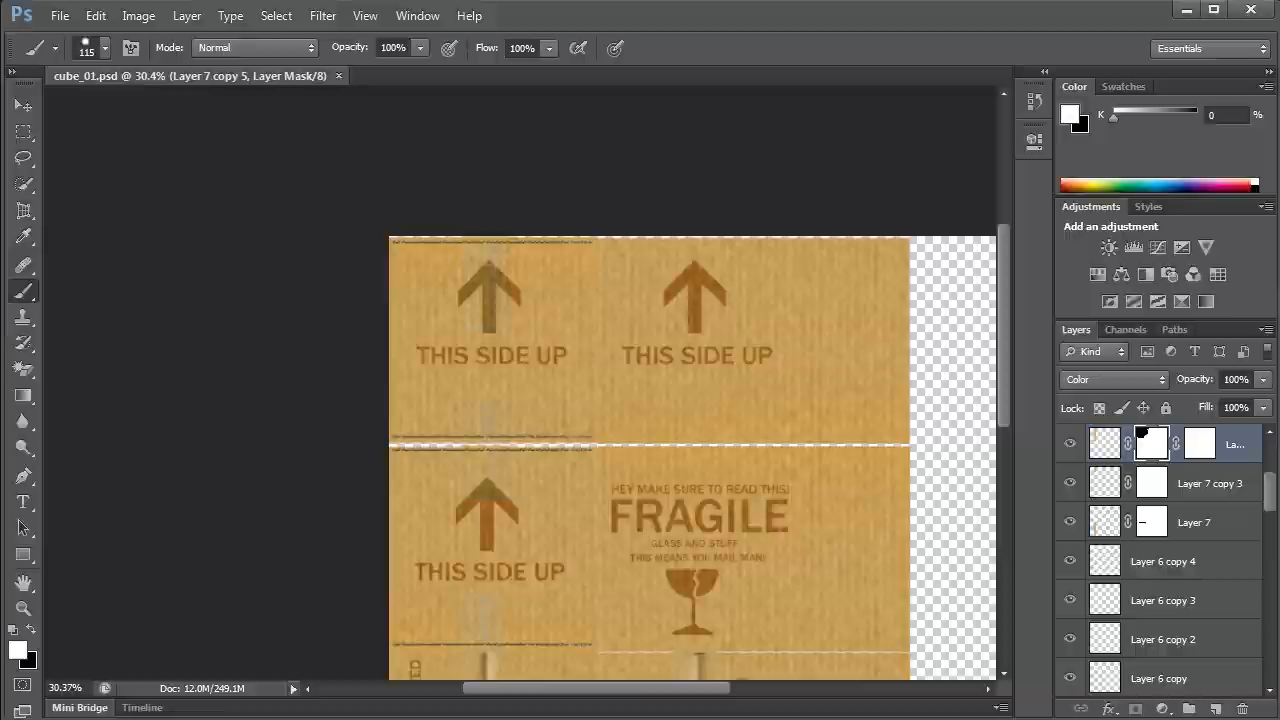 Ps File Edit Image Layer Type Select Filter View Window Help
115 Mode: Normal Opacity: 100% Flow: 100% Essentials
cube_01.psd @ 30.4% (Layer 7 copy 5, Layer Mask/8) ×
Color Swatches
K 0 %
Adjustments Styles
Add an adjustment
Layers Channels Paths
Kind
Color Opacity: 100%
Lock: Fill: 100%
La...
Layer 7 copy 3
Layer 7
Layer 6 copy 4
Layer 6 copy 3
Layer 6 copy 2
Layer 6 copy
THIS SIDE UP THIS SIDE UP
HEY MAKE SURE TO READ THIS!
FRAGILE
GLASS AND STUFF
THIS MEANS YOU MAIL MAN!
THIS SIDE UP
30.37% Doc: 12.0M/249.1M
Mini Bridge Timeline